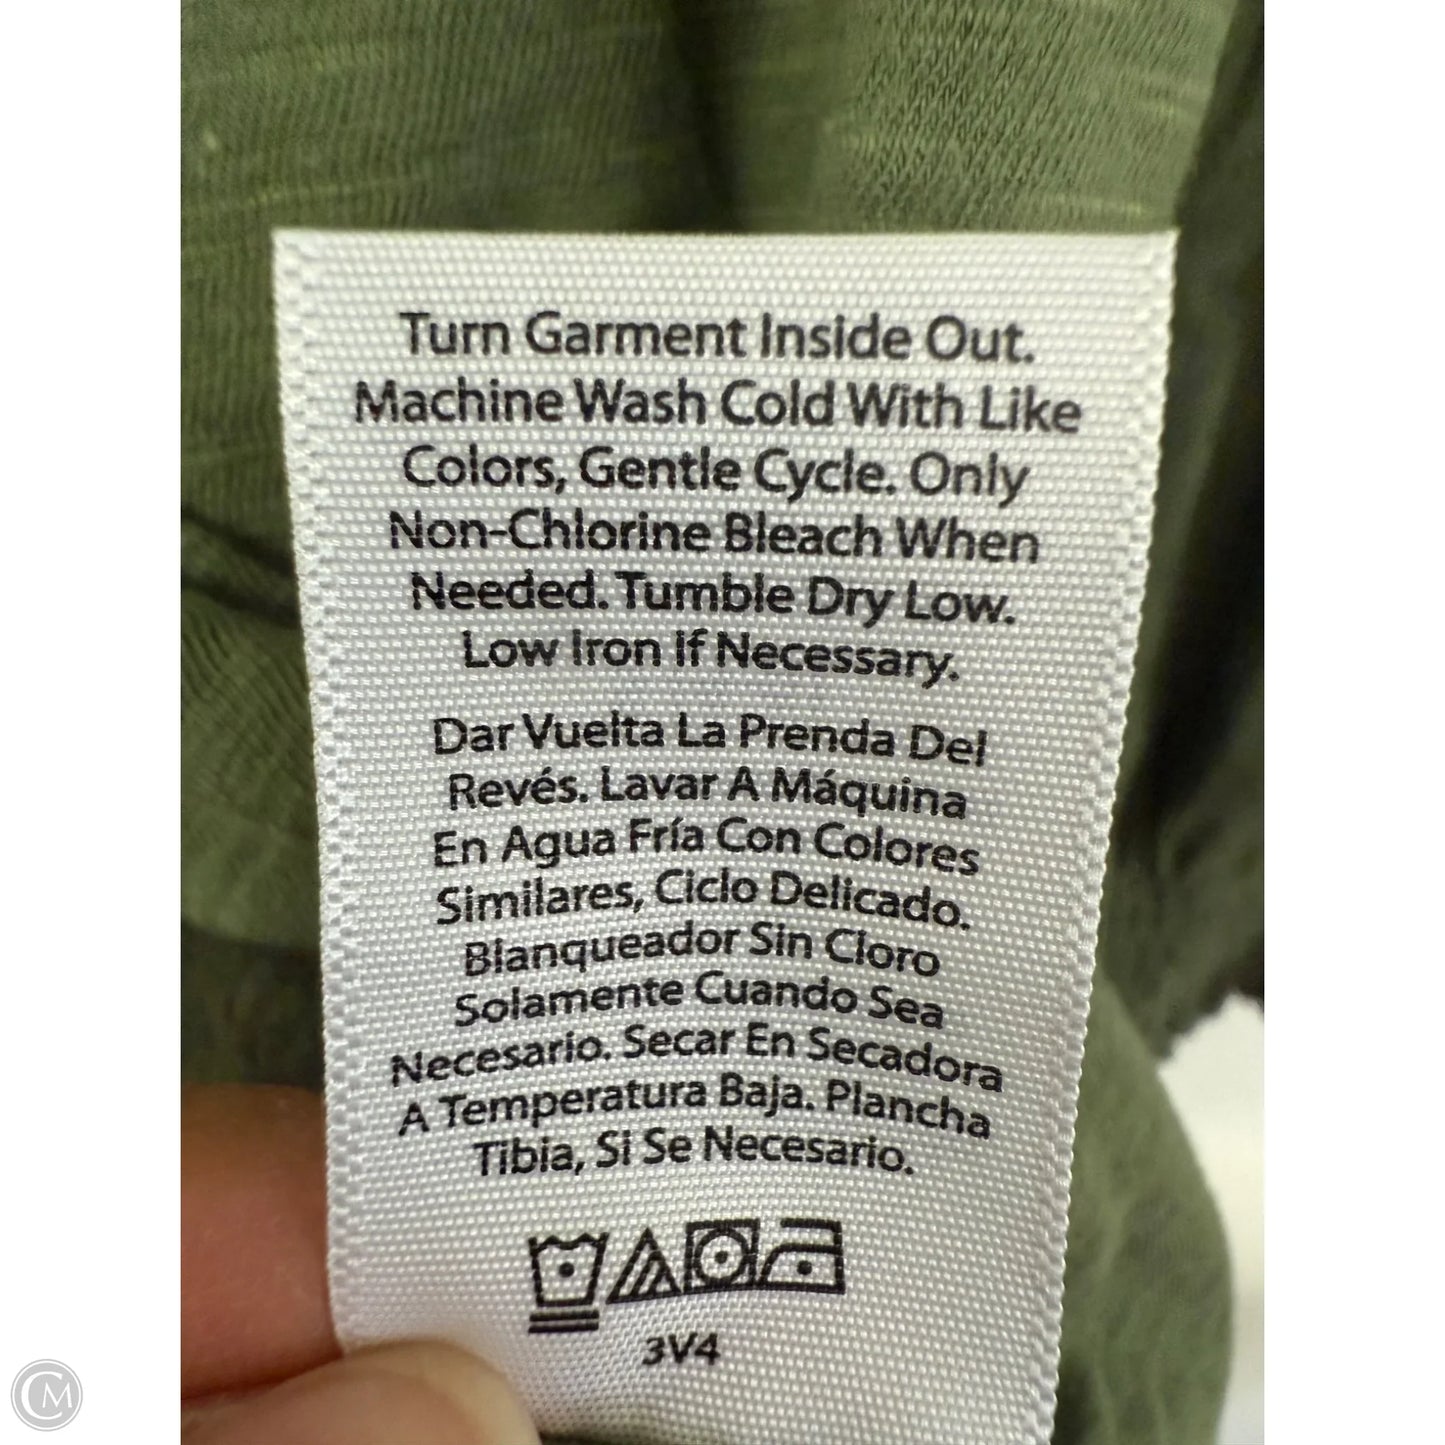 Turn Garment Inside Out.
Machine Wash Cold With Like
Colors, Gentle Cycle. Only
Non-Chlorine Bleach When
Needed. Tumble Dry Low.
Low Iron If Necessary.
Dar Vuelta La Prenda Del
Revés. Lavar A Máquina
En Agua Fría Con Colores
Similares, Ciclo Delicado.
Blanqueador Sin Cloro
Solamente Cuando Sea
Necesario. Secar En Secadora
A Temperatura Baja. Plancha
Tibia, Si Se Necesario.
3V4
CM